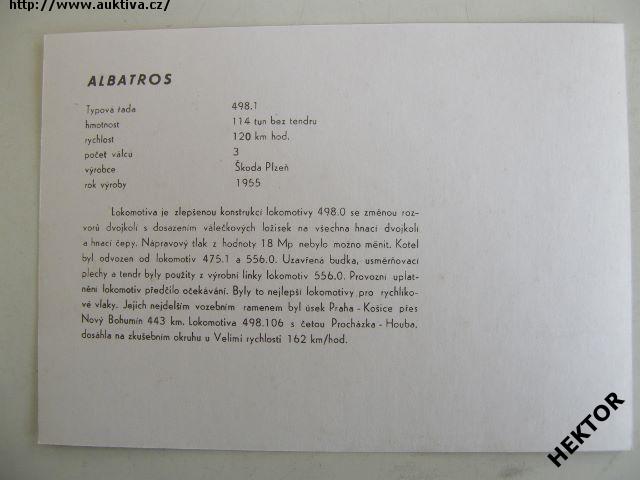 http://www.auktiva.cz/
ALBATROS
Typová řada 498.1
hmotnost 114 tun bez tendru
rychlost 120 km hod.
počet válců 3
výrobce Škoda Plzeň
rok výroby 1955
Lokomotiva je zlepšenou konstrukcí lokomotivy 498.0 se změnou roz-
vorů dvojkolí s dosazením válečkových ložisek na všechna hnací dvojkolí
a hnací čepy. Nápravový tlak z hodnoty 18 Mp nebylo možno měnit. Kotel
byl odvozen od lokomotiv 475.1 a 556.0. Uzavřená budka, usměrňovací
plechy a tendr byly použity z výrobní linky lokomotiv 556.0. Provozní uplat-
nění lokomotiv předčilo očekávání. Byly to nejlepší lokomotivy pro rychlíko-
vé vlaky. Jejich nejdelším vozebním ramenem byl úsek Praha - Košice přes
Nový Bohumín 443 km. Lokomotiva 498.106 s četou Procházka - Houba,
dosáhla na zkušebním okruhu u Velimi rychlosti 162 km/hod.
HEKTOR